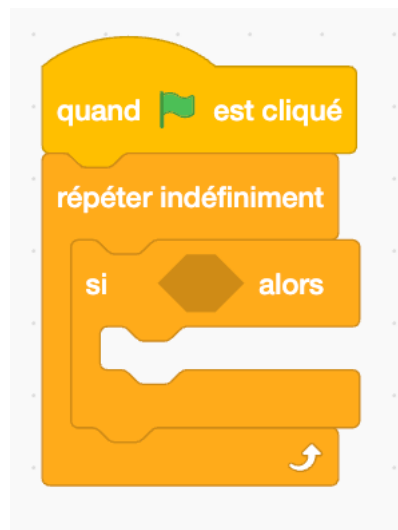 quand est cliqué
répéter indéfiniment
si alors